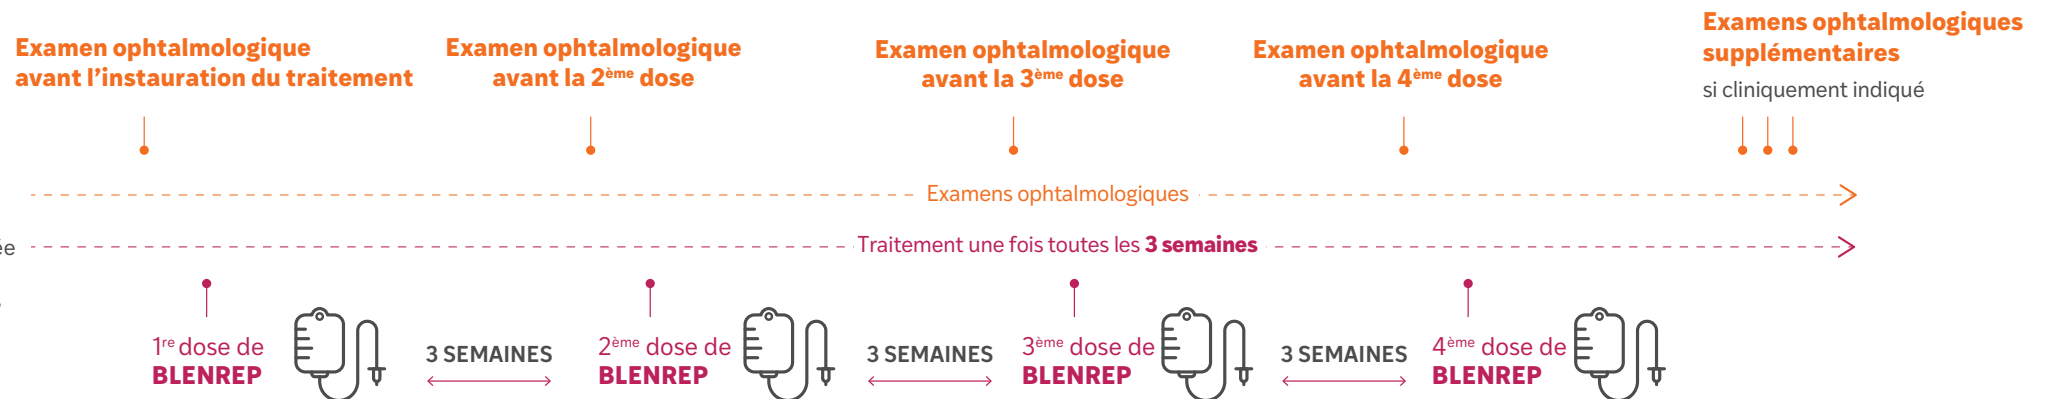 Examen ophtalmologique
avant l’instauration du traitement
Examen ophtalmologique
avant la 2ème dose
Examen ophtalmologique
avant la 3ème dose
Examen ophtalmologique
avant la 4ème dose
Examens ophtalmologiques
supplémentaires
si cliniquement indiqué
Examens ophtalmologiques
Traitement une fois toutes les 3 semaines
1re dose de
BLENREP
3 SEMAINES
2ème dose de
BLENREP
3 SEMAINES
3ème dose de
BLENREP
3 SEMAINES
4ème dose de
BLENREP